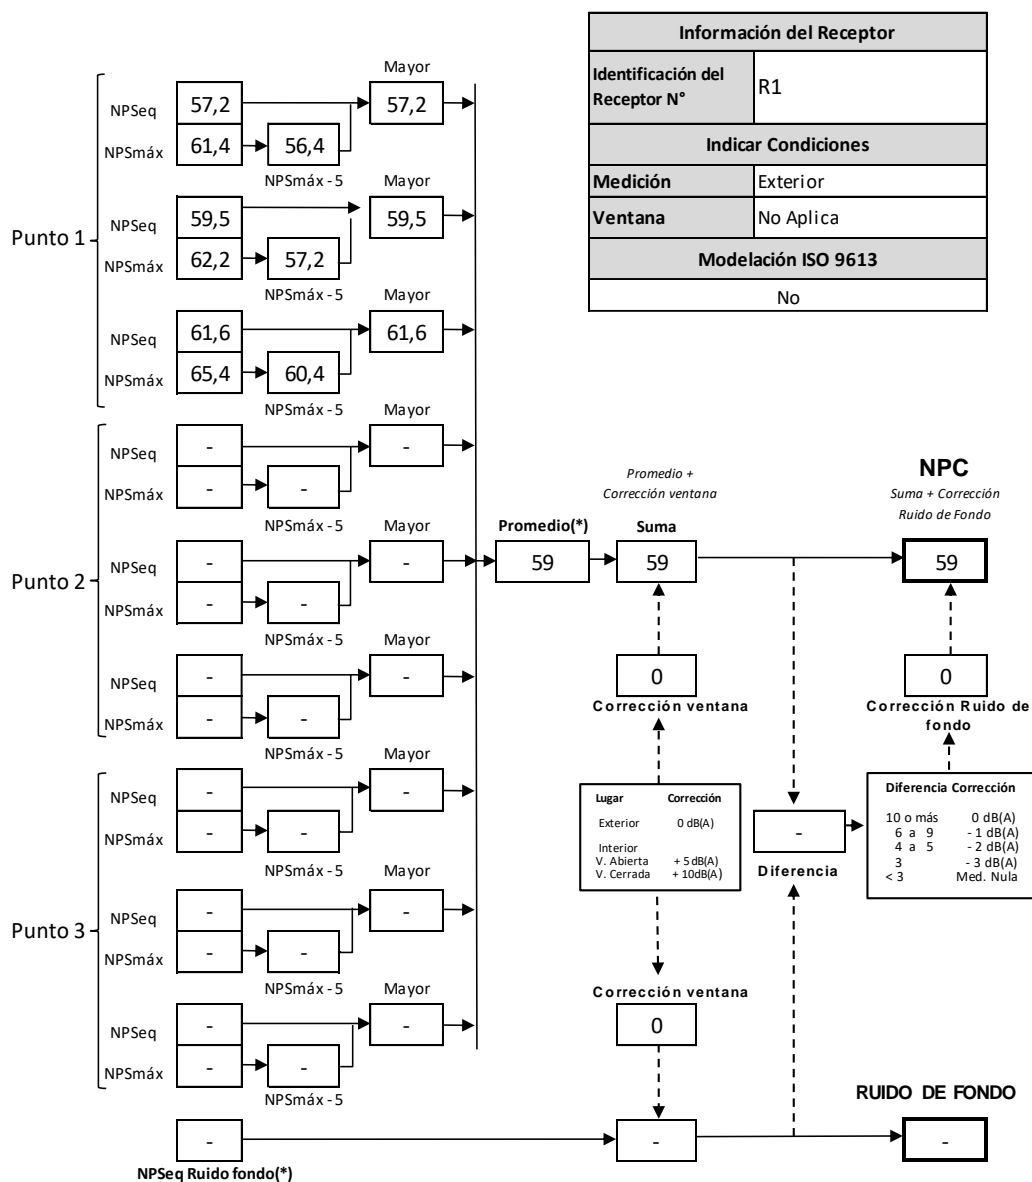 Información del Receptor
Identificación del Receptor N° R1
Indicar Condiciones
Medición Exterior
Ventana No Aplica
Modelación ISO 9613
No
Punto 1
Mayor
NPSeq 57,2 57,2
NPSmáx 61,4 56,4
NPSmáx - 5
Mayor
NPSeq 59,5 59,5
NPSmáx 62,2 57,2
NPSmáx - 5
Mayor
NPSeq 61,6 61,6
NPSmáx 65,4 60,4
NPSmáx - 5
Punto 2
Mayor
NPSeq - -
NPSmáx - -
NPSmáx - 5
Mayor
NPSeq - -
NPSmáx - -
NPSmáx - 5
Mayor
NPSeq - -
NPSmáx - -
NPSmáx - 5
Punto 3
Mayor
NPSeq - -
NPSmáx - -
NPSmáx - 5
Mayor
NPSeq - -
NPSmáx - -
NPSmáx - 5
Mayor
NPSeq - -
NPSmáx - -
NPSmáx - 5
-
NPSeq Ruido fondo(*)
Promedio(*)
59
Promedio +
Corrección ventana
Suma
59
0
Corrección ventana
Lugar Corrección
Exterior 0 dB(A)
Interior
V. Abierta + 5 dB(A)
V. Cerrada + 10dB(A)
Corrección ventana
0
-
-
Diferencia
NPC
Suma + Corrección
Ruido de Fondo
59
0
Corrección Ruido de
fondo
Diferencia Corrección
10 o más 0 dB(A)
6 a 9 - 1 dB(A)
4 a 5 - 2 dB(A)
3 - 3 dB(A)
< 3 Med. Nula
RUIDO DE FONDO
-